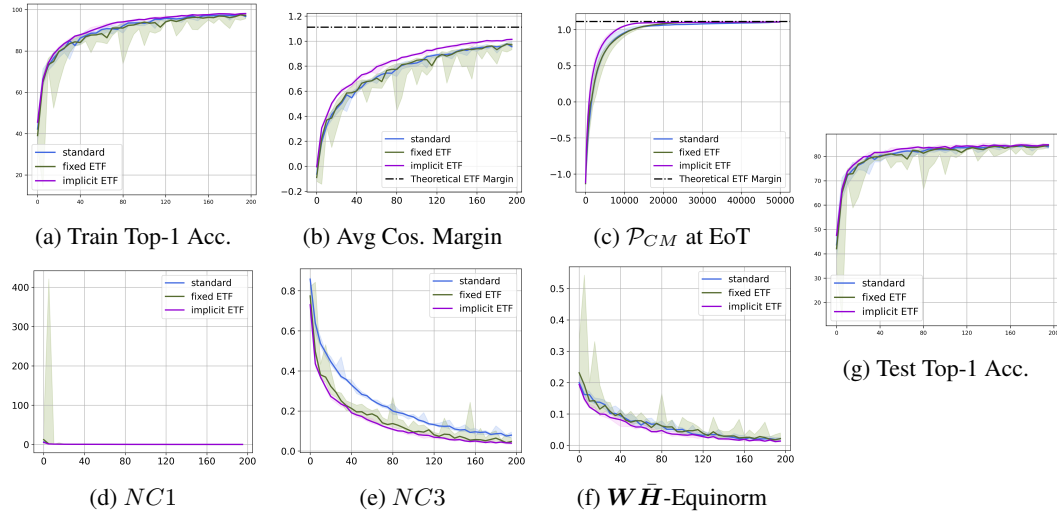 100
80
60
40
20
0
40
80
120
160
200
standard
fixed ETF
implicit ETF
(a) Train Top-1 Acc.
1.2
1.0
0.8
0.6
0.4
0.2
0.0
−0.2
0
40
80
120
160
200
standard
fixed ETF
implicit ETF
Theoretical ETF Margin
(b) Avg Cos. Margin
1.0
0.5
0.0
−0.5
−1.0
0
10000
20000
30000
40000
50000
standard
fixed ETF
implicit ETF
Theoretical ETF Margin
(c) 𝒫CM at EoT
400
300
200
100
0
0
40
80
120
160
200
standard
fixed ETF
implicit ETF
(d) NC1
0.8
0.6
0.4
0.2
0.0
0
40
80
120
160
200
standard
fixed ETF
implicit ETF
(e) NC3
0.5
0.4
0.3
0.2
0.1
0.0
0
40
80
120
160
200
standard
fixed ETF
implicit ETF
(f) WH̄-Equinorm
80
70
60
50
40
30
20
0
40
80
120
160
200
standard
fixed ETF
implicit ETF
(g) Test Top-1 Acc.